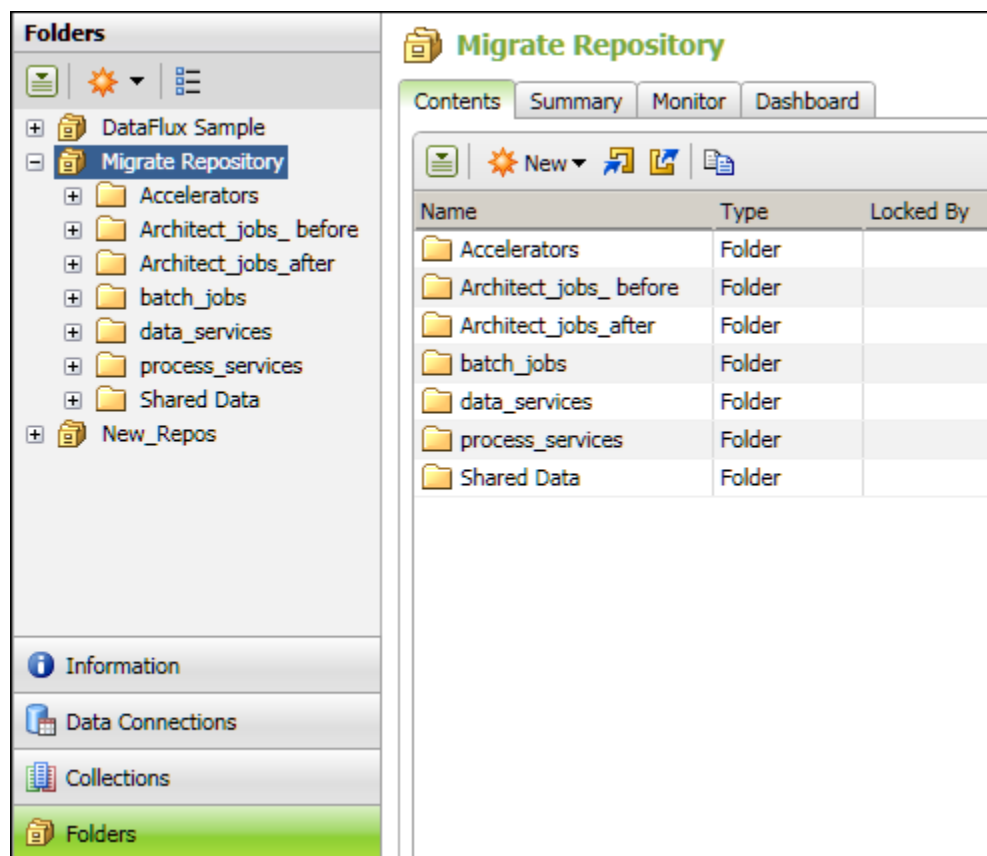 Folders
DataFlux Sample
Migrate Repository
Accelerators
Architect_jobs_ before
Architect_jobs_after
batch_jobs
data_services
process_services
Shared Data
New_Repos
Information
Data Connections
Collections
Folders
Migrate Repository
Contents Summary Monitor Dashboard
New
Name Type Locked By
Accelerators Folder
Architect_jobs_ before Folder
Architect_jobs_after Folder
batch_jobs Folder
data_services Folder
process_services Folder
Shared Data Folder